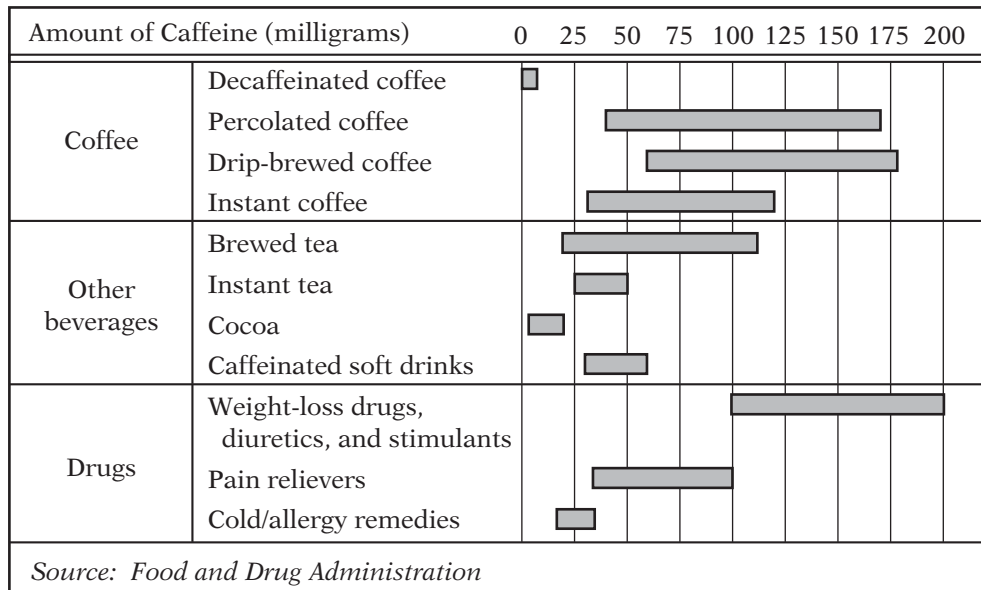 Amount of Caffeine (milligrams) 0 25 50 75 100 125 150 175 200
Coffee
Decaffeinated coffee
Percolated coffee
Drip-brewed coffee
Instant coffee
Other
beverages
Brewed tea
Instant tea
Cocoa
Caffeinated soft drinks
Drugs
Weight-loss drugs,
diuretics, and stimulants
Pain relievers
Cold/allergy remedies
Source: Food and Drug Administration